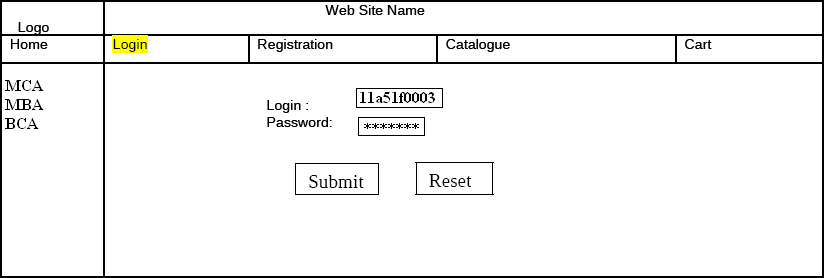 Web Site Name
Logo
Home Login Registration Catalogue Cart
MCA
MBA
BCA
Login : 11a51f0003
Password: *******
Submit Reset